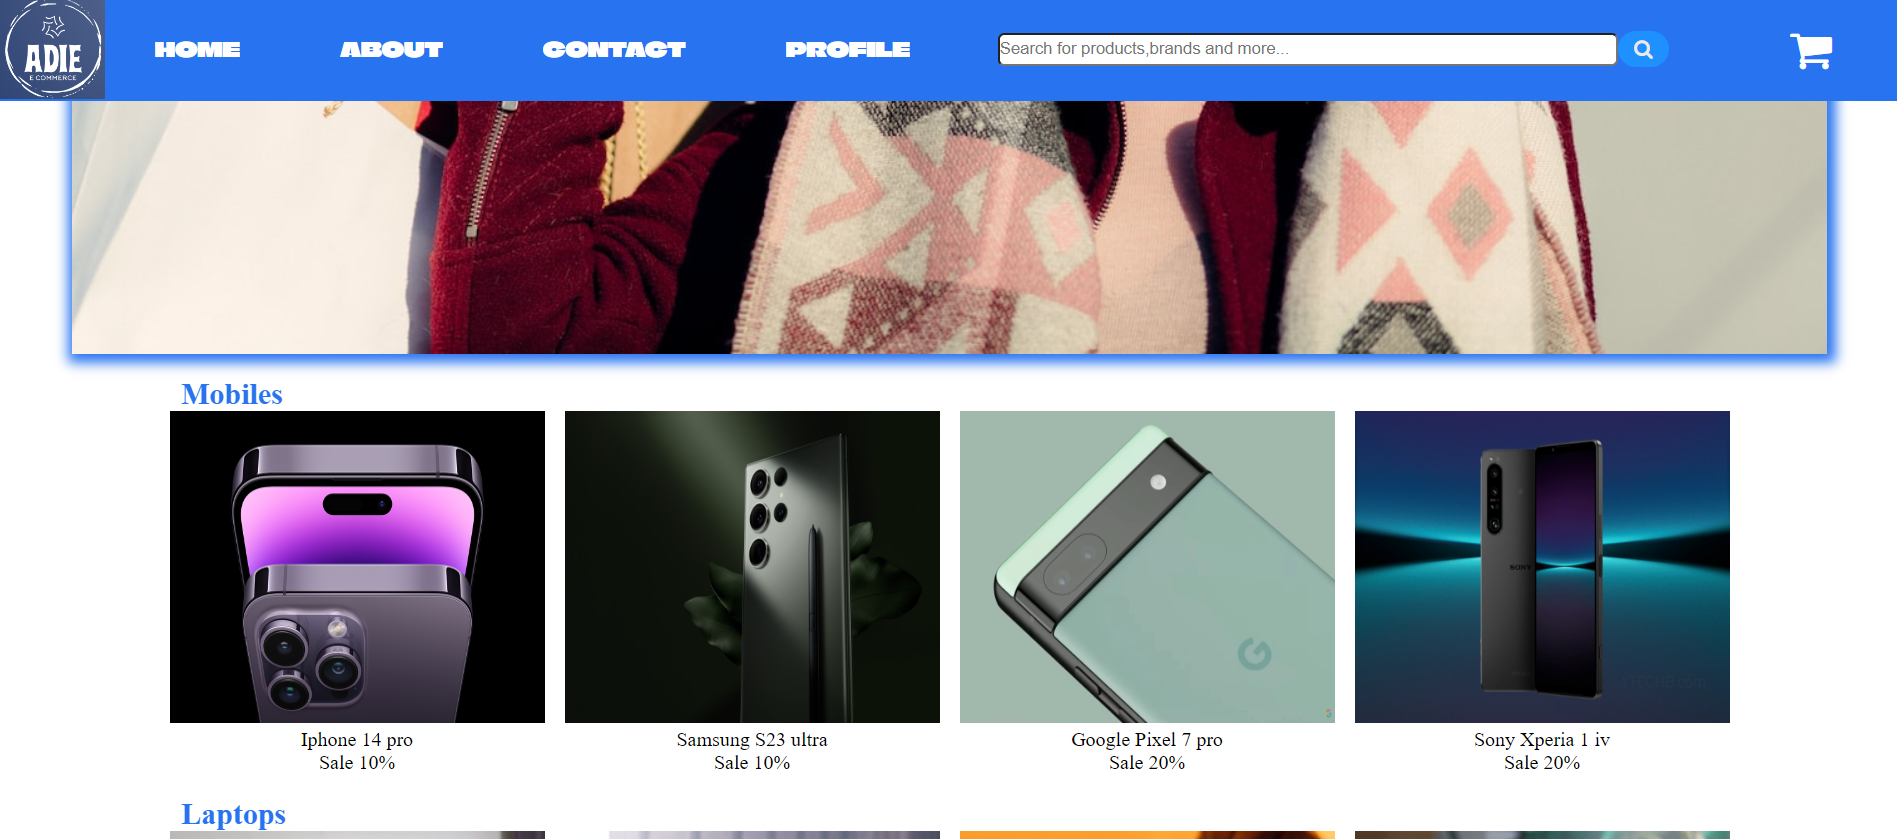 ADIE
E COMMERCE
HOME
ABOUT
CONTACT
PROFILE
Search for products,brands and more...
Mobiles
SONY
Iphone 14 pro
Sale 10%
Samsung S23 ultra
Sale 10%
Google Pixel 7 pro
Sale 20%
Sony Xperia 1 iv
Sale 20%
Laptops